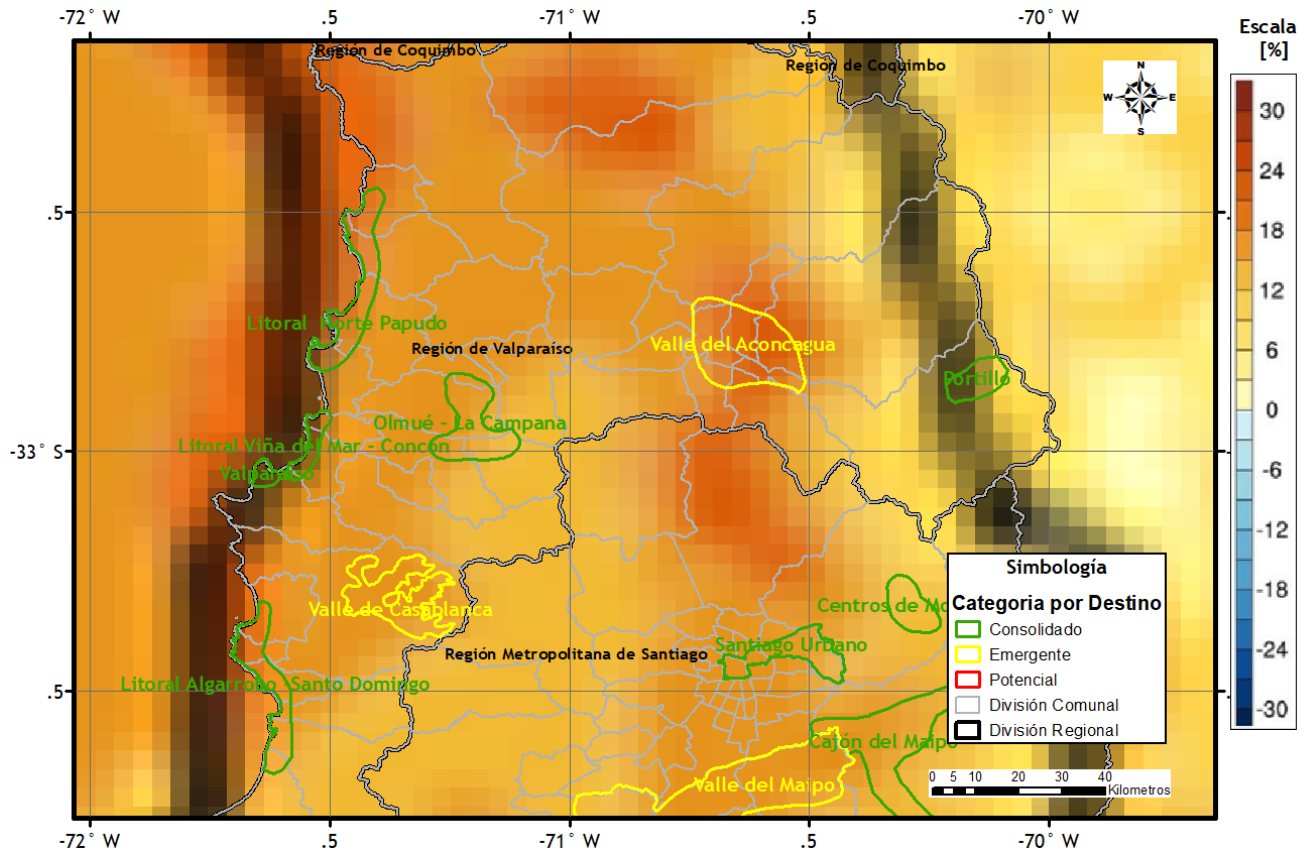 -72° W
.5
-71° W
.5
-70° W
Escala
[%]
Región de Coquimbo
Región de Coquimbo
N
W
E
S
30
24
18
12
6
0
-6
-12
-18
-24
-30
.5
-33° S
.5
Litoral Norte Papudo
Región de Valparaíso
Valle del Aconcagua
Portillo
Olmué - La Campana
Litoral Viña del Mar - Concón
Valparaíso
Valle de Casablanca
Centros de Mo
Santiago Urbano
Región Metropolitana de Santiago
Litoral Algarrobo Santo Domingo
Cajón del Maipo
Valle del Maipo
Simbología
Categoria por Destino
Consolidado
Emergente
Potencial
División Comunal
División Regional
0 5 10 20 30 40
Kilometros
-72° W
.5
-71° W
.5
-70° W